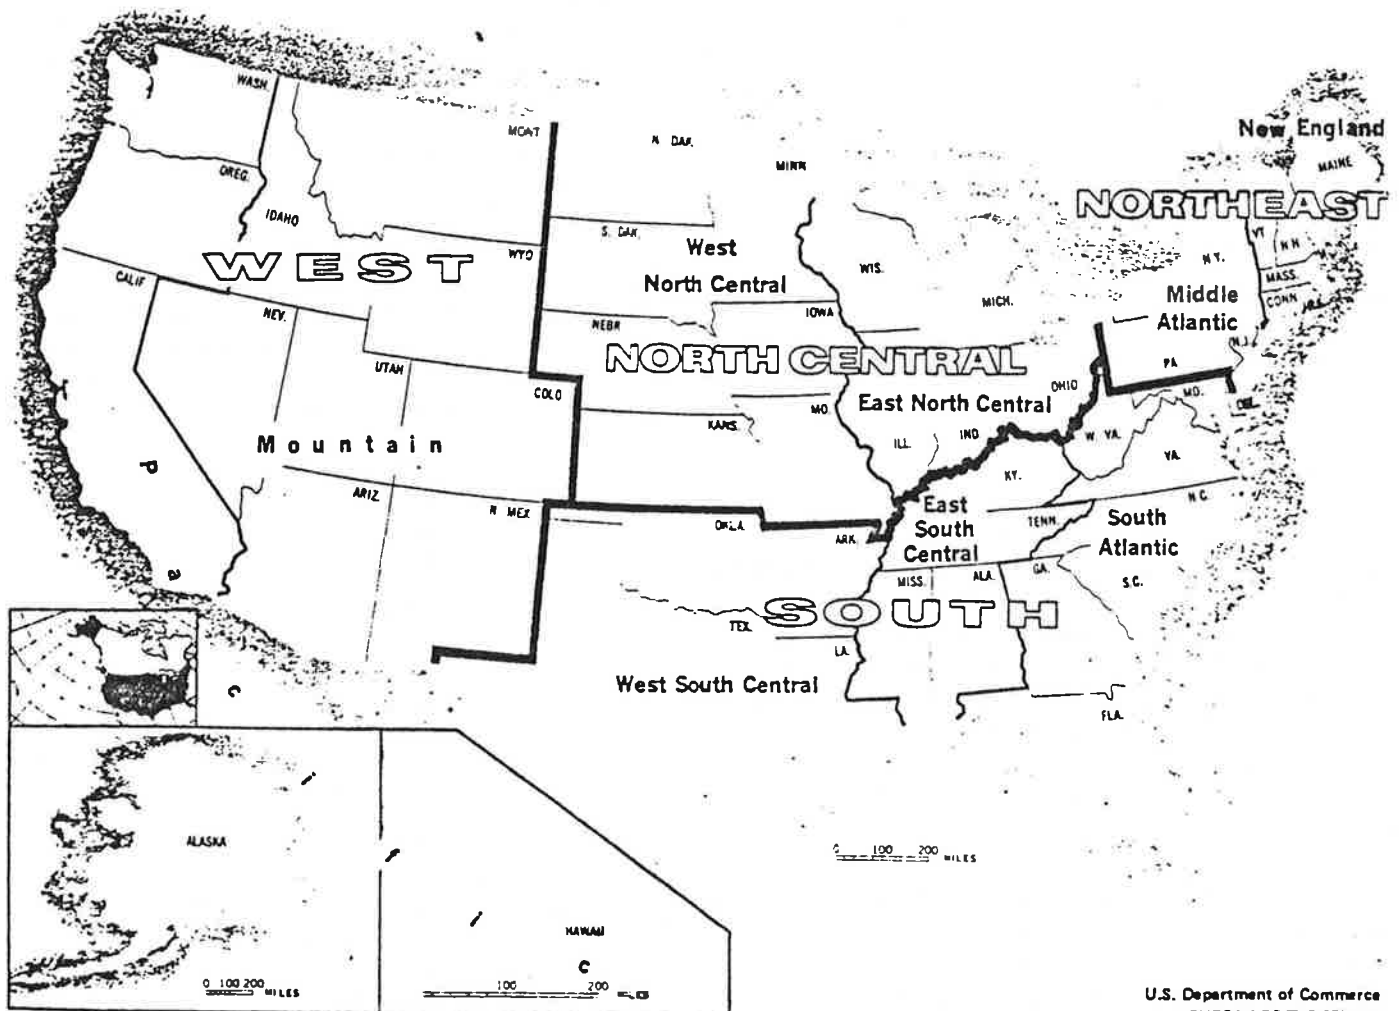 WASH.
MONT
N DAK.
MINN
New England
MAINE
OREG.
IDAHO
NORTHEAST
S. DAK.
West
North Central
WYO
WEST
WIS.
N.Y.
VT
N H
MASS.
CONN
CALIF
NEV.
NEBR
IOWA
MICH.
Middle
Atlantic
NORTH CENTRAL
PA
UTAH
COLO
OHIO
MD.
DEL.
KANS.
MO.
East North Central
Mountain
ILL.
IND
W. VA.
VA.
KY.
ARIZ
N MEX
OKLA.
ARK.
East
South
Central
TENN.
N.C.
South
Atlantic
MISS.
ALA.
GA.
S.C.
SOUTH
TEX.
LA.
West South Central
FLA.
P
a
c
i
f
i
c
ALASKA
0 100 200
MILES
HAWAII
100 200
0 100 200
MILES
U.S. Department of Commerce